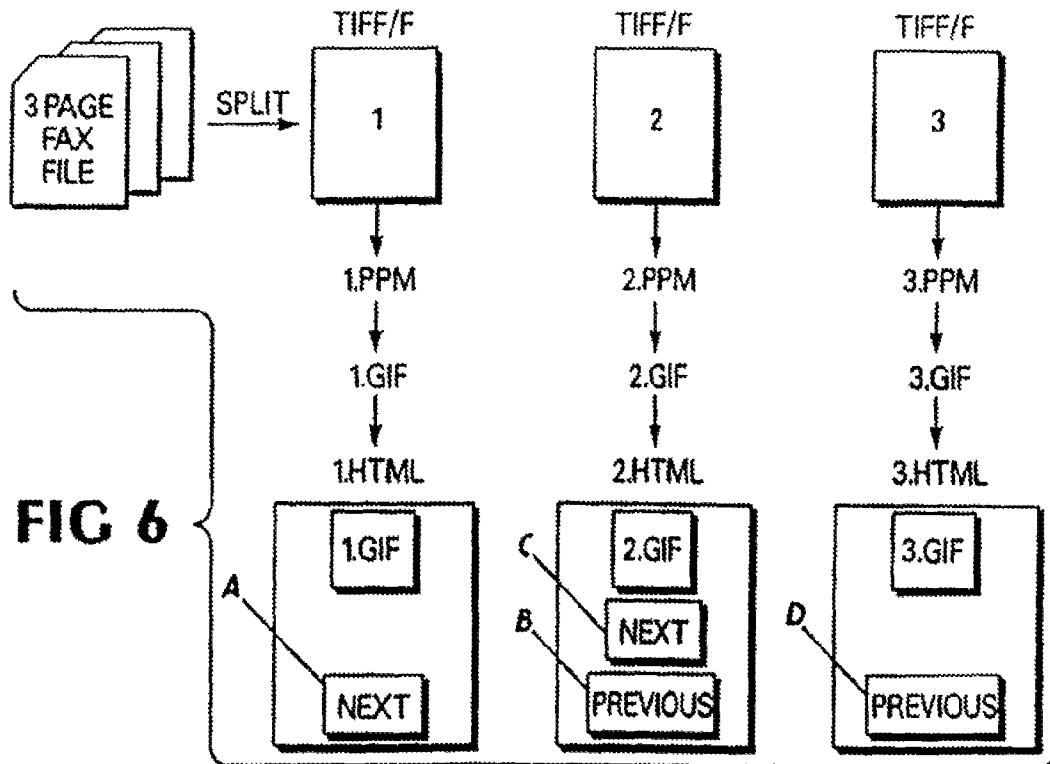 TIFF/F TIFF/F TIFF/F
3 PAGE
FAX
FILE
SPLIT
1 2 3
1.PPM 2.PPM 3.PPM
1.GIF 2.GIF 3.GIF
1.HTML 2.HTML 3.HTML
FIG 6
1.GIF 2.GIF 3.GIF
A C B D
NEXT
NEXT PREVIOUS PREVIOUS